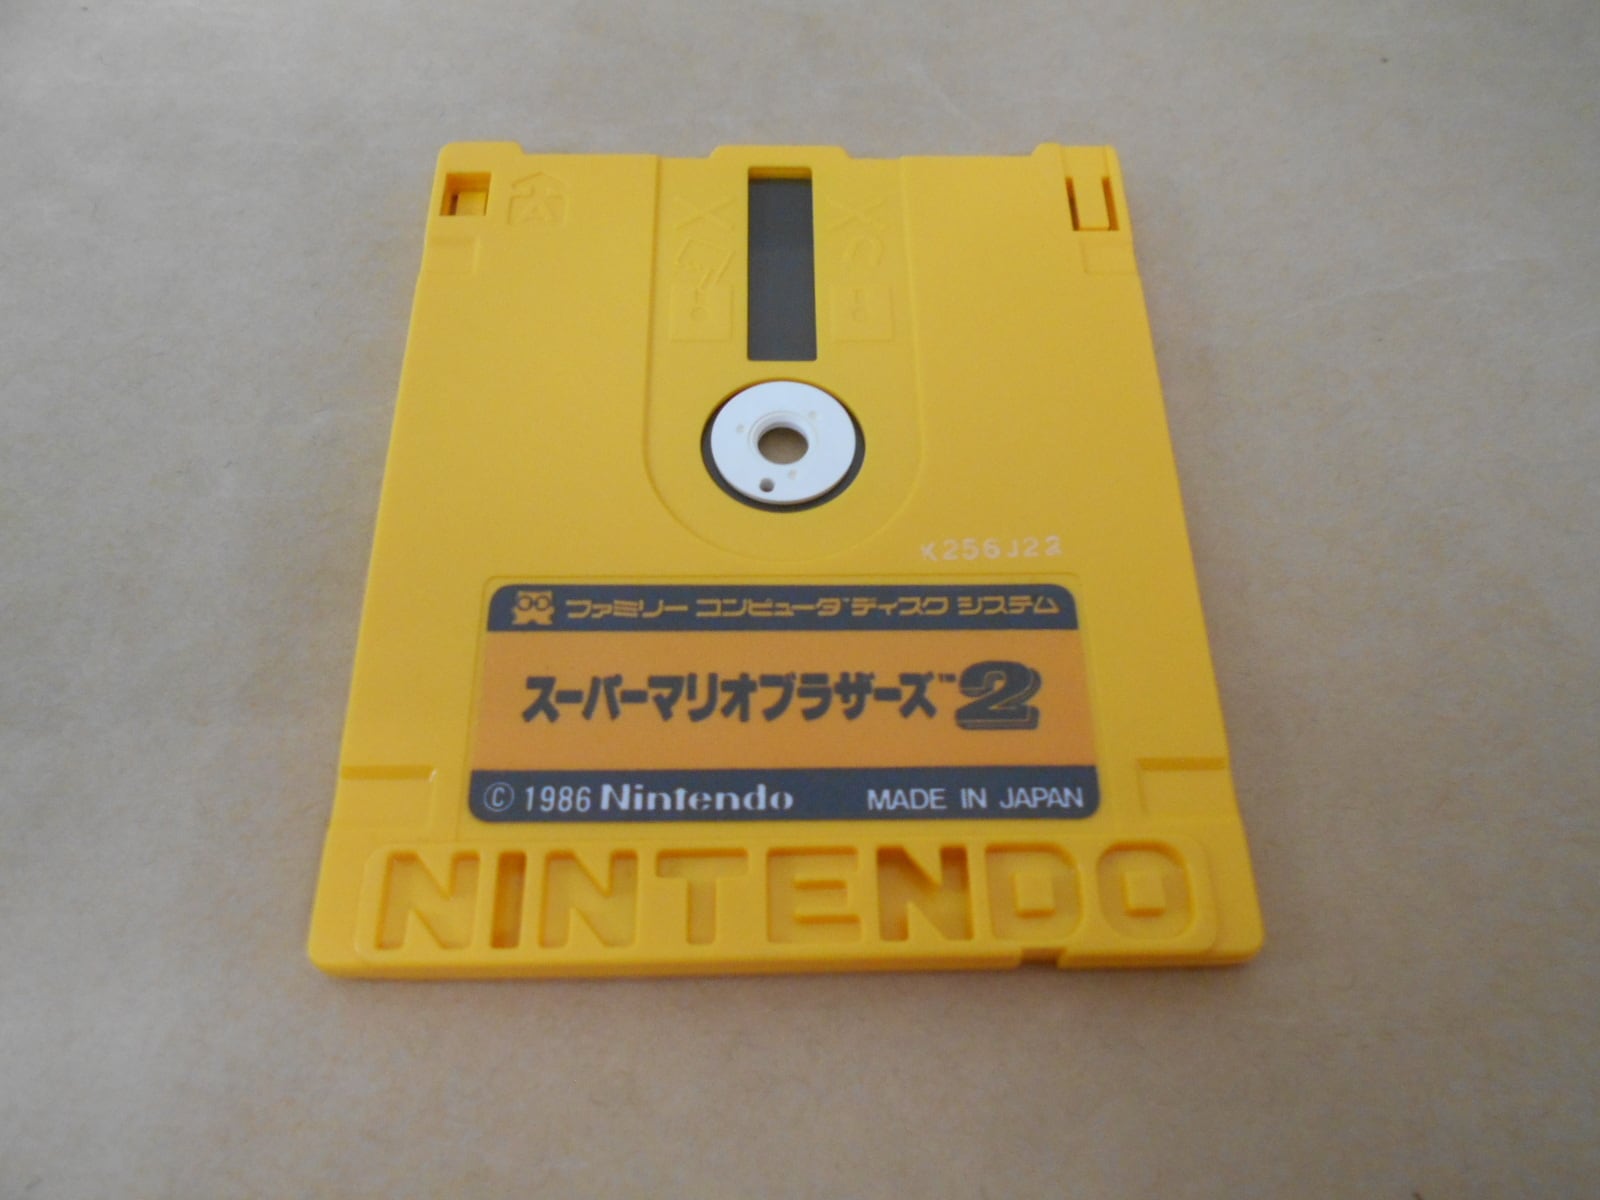 K256J22
ファミリー コンピュータ ディスク システム
スーパーマリオブラザーズ™2
© 1986 Nintendo MADE IN JAPAN
NINTENDO